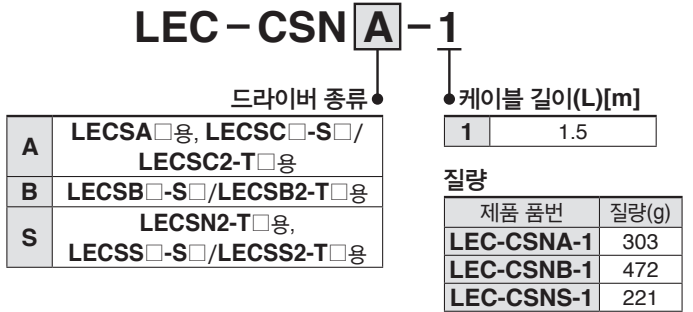 LEC-CSN A-1
드라이버 종류
A
LECSA□용, LECSC□-S□/
LECSC2-T□용
B
LECSB□-S□/LECSB2-T□용
S
LECSN2-T□용,
LECSS□-S□/LECSS2-T□용
케이블 길이(L)[m]
1 1.5
질량
제품 품번 질량(g)
LEC-CSNA-1 303
LEC-CSNB-1 472
LEC-CSNS-1 221